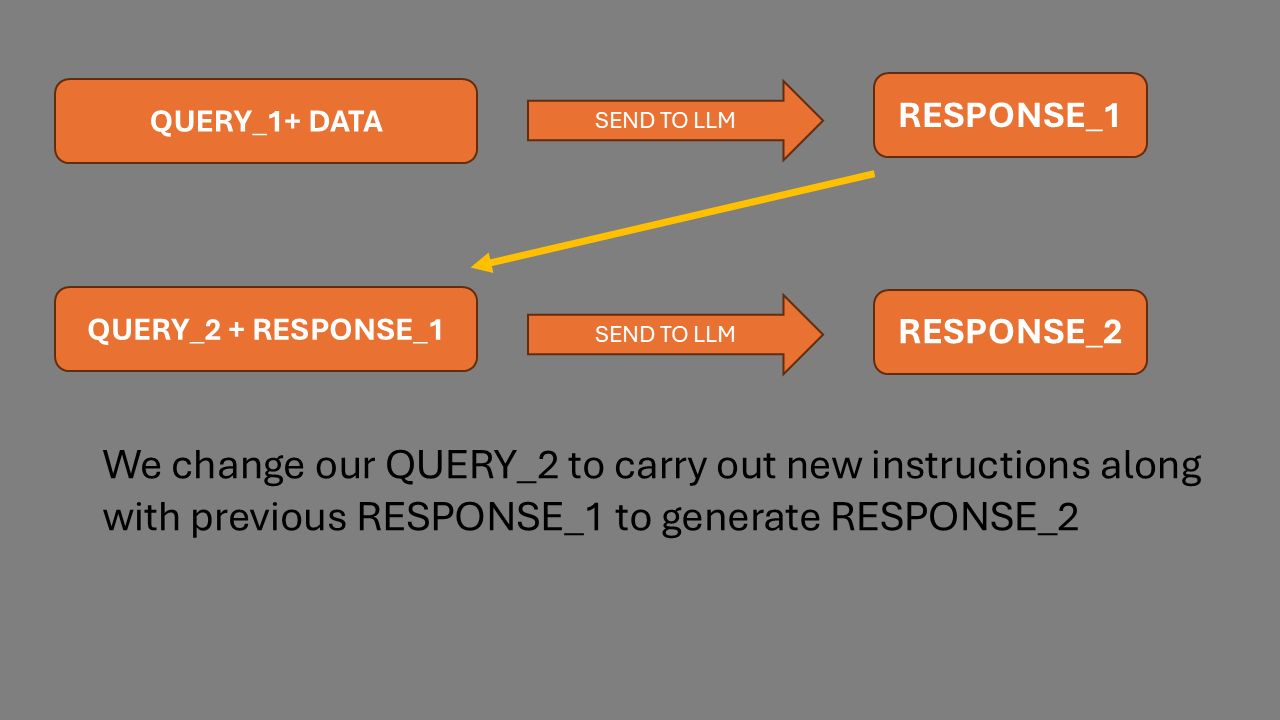 QUERY_1+ DATA
SEND TO LLM
RESPONSE_1
QUERY_2 + RESPONSE_1
SEND TO LLM
RESPONSE_2
We change our QUERY_2 to carry out new instructions along
with previous RESPONSE_1 to generate RESPONSE_2